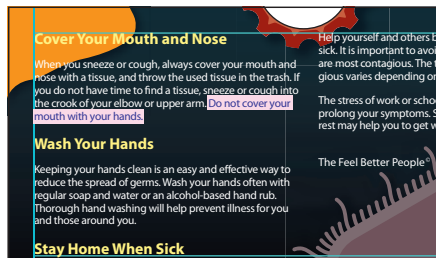 Cover Your Mouth and Nose
When you sneeze or cough, always cover your mouth and
nose with a tissue, and throw the used tissue in the trash. If
you do not have time to find a tissue, sneeze or cough into
the crook of your elbow or upper arm. Do not cover your
mouth with your hands.
Wash Your Hands
Keeping your hands clean is an easy and effective way to
reduce the spread of germs. Wash your hands often with
regular soap and water or an alcohol-based hand rub.
Thorough hand washing will help prevent illness for you
and those around you.
Stay Home When Sick
Help yourself and others b
sick. It is important to avoi
are most contagious. The t
gious varies depending on
The stress of work or schoo
prolong your symptoms. S
rest may help you to get w
The Feel Better People©